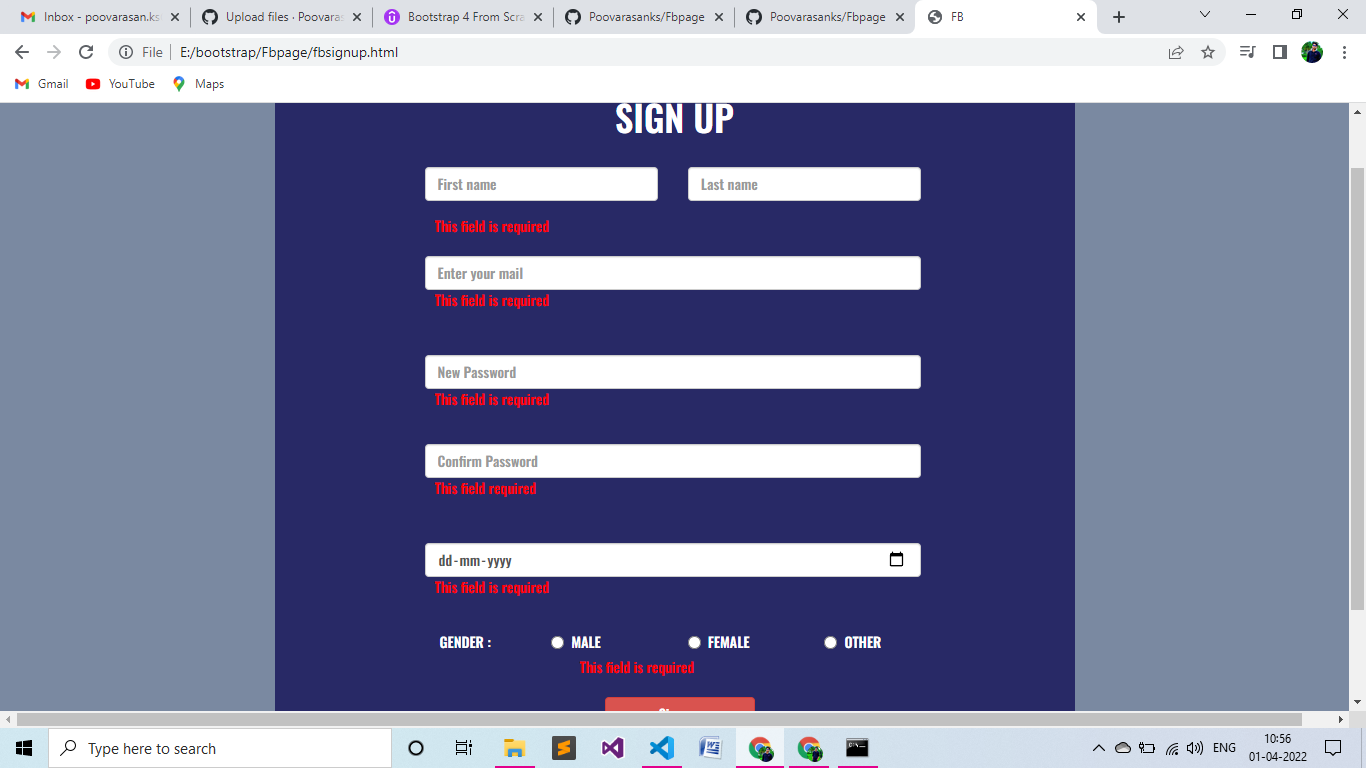 Inbox - poovarasan.ks
Upload files · Poovaras
Bootstrap 4 From Scra
Poovarasanks/Fbpage
Poovarasanks/Fbpage
FB
File
E:/bootstrap/Fbpage/fbsignup.html
Gmail
YouTube
Maps
SIGN UP
First name
Last name
This field is required
Enter your mail
This field is required
New Password
This field is required
Confirm Password
This field required
dd-mm-yyyy
This field is required
GENDER : MALE FEMALE OTHER
This field is required
Type here to search
ENG
10:56
01-04-2022